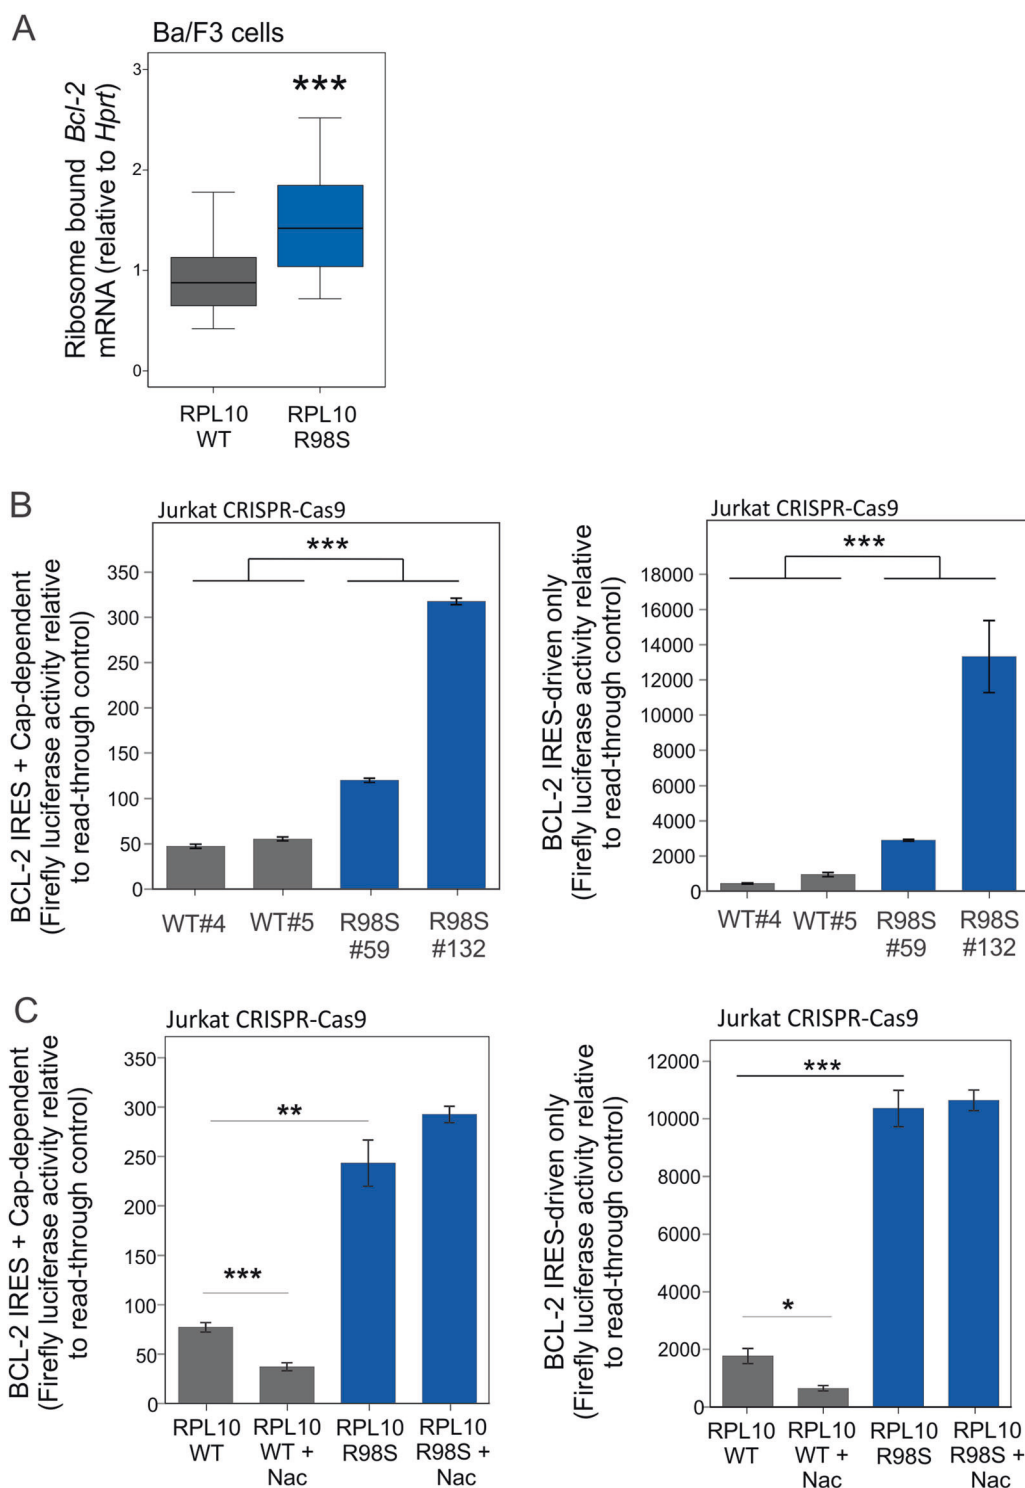 A
Ba/F3 cells
Ribosome bound Bcl-2
mRNA (relative to Hprt)
3
2
1
0
***
RPL10
WT
RPL10
R98S
B
Jurkat CRISPR-Cas9
BCL-2 IRES + Cap-dependent
(Firefly luciferase activity relative
to read-through control)
350
300
250
200
150
100
50
0
***
WT#4
WT#5
R98S
#59
R98S
#132
Jurkat CRISPR-Cas9
BCL-2 IRES-driven only
(Firefly luciferase activity relative
to read-through control)
18000
16000
14000
12000
10000
8000
6000
4000
2000
0
***
WT#4
WT#5
R98S
#59
R98S
#132
C
Jurkat CRISPR-Cas9
BCL-2 IRES + Cap-dependent
(Firefly luciferase activity relative
to read-through control)
350
300
250
200
150
100
50
0
**
***
RPL10
WT
RPL10
WT +
Nac
RPL10
R98S
RPL10
R98S + Nac
Jurkat CRISPR-Cas9
BCL-2 IRES-driven only
(Firefly luciferase activity relative
to read-through control)
12000
10000
8000
6000
4000
2000
0
***
*
RPL10
WT
RPL10
WT +
Nac
RPL10
R98S
RPL10
R98S +
Nac